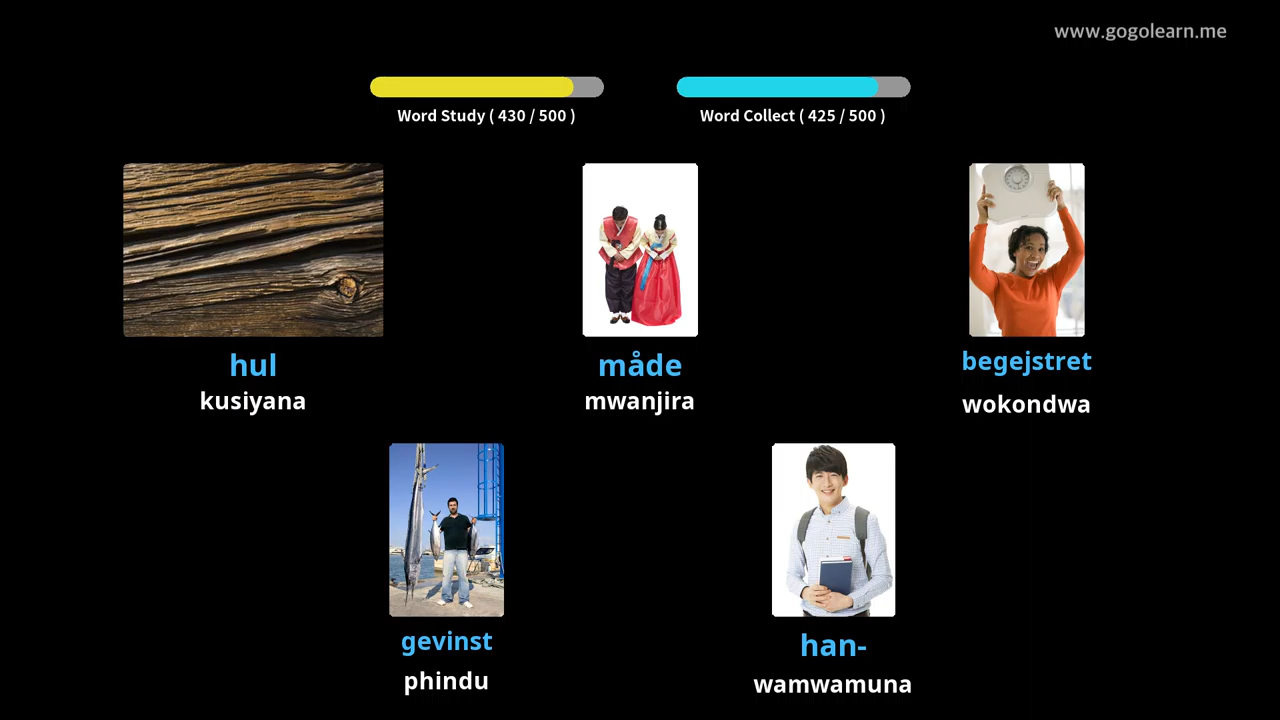 www.gogolearn.me
Word Study ( 430 / 500 )
Word Collect ( 425 / 500 )
hul
kusiyana
måde
mwanjira
begejstret
wokondwa
gevinst
phindu
han-
wamwamuna